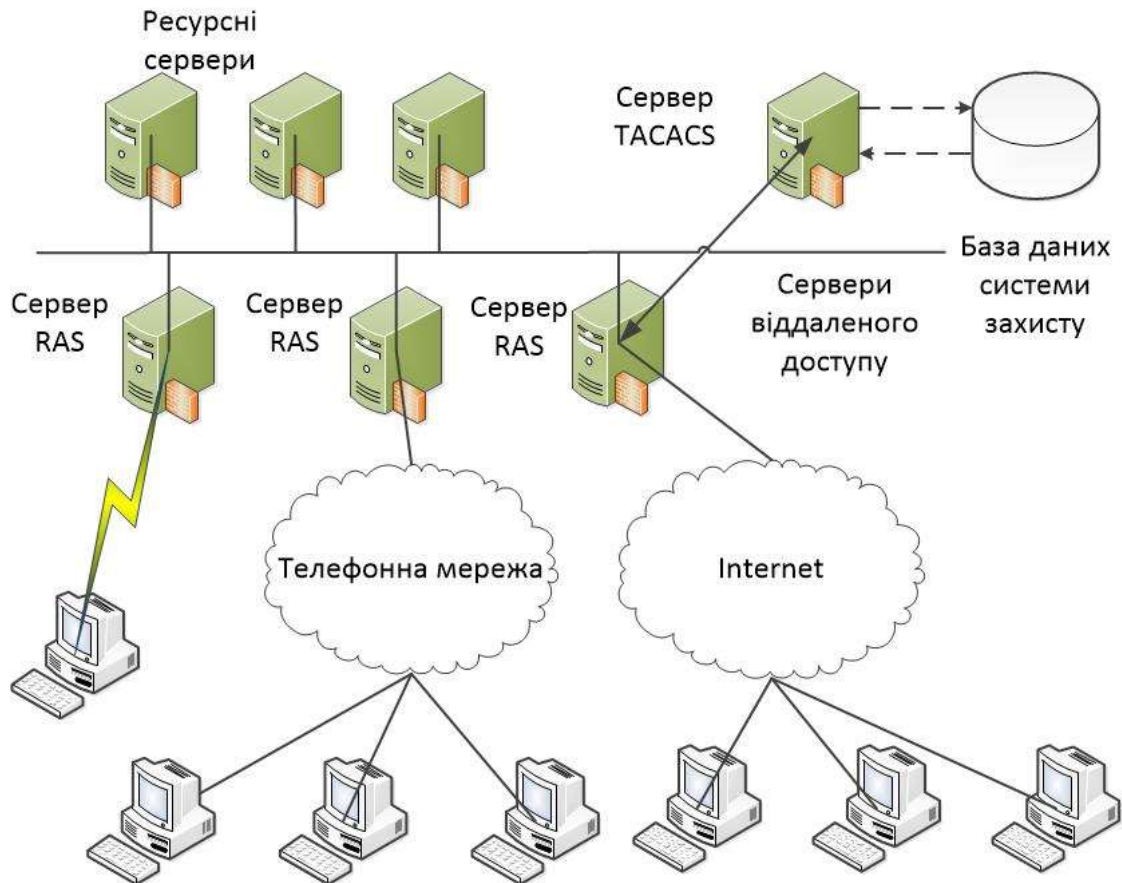 Ресурсні
сервери
Сервер
TACACS
База даних
системи
захисту
Сервер
RAS
Сервер
RAS
Сервер
RAS
Сервери
віддаленого
доступу
Телефонна мережа
Internet